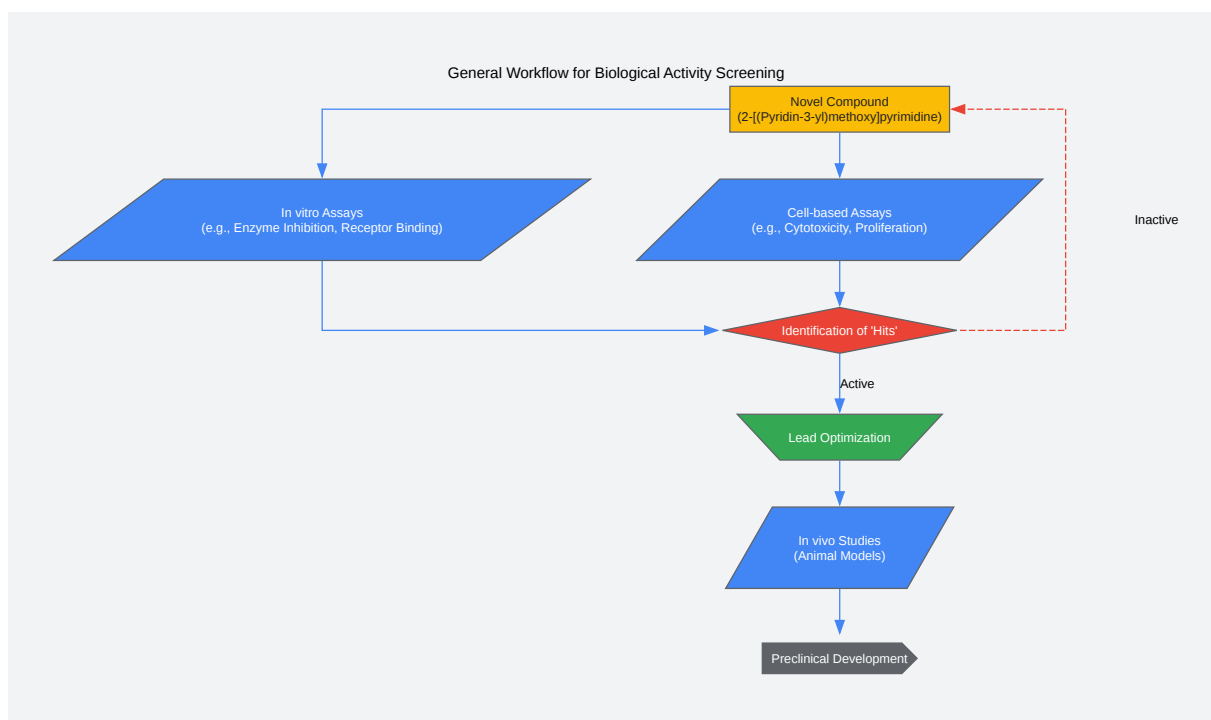 General Workflow for Biological Activity Screening
Novel Compound
(2-[(Pyridin-3-yl)methoxy]pyrimidine)
In vitro Assays
(e.g., Enzyme Inhibition, Receptor Binding)
Cell-based Assays
(e.g., Cytotoxicity, Proliferation)
Inactive
Identification of 'Hits'
Active
Lead Optimization
In vivo Studies
(Animal Models)
Preclinical Development